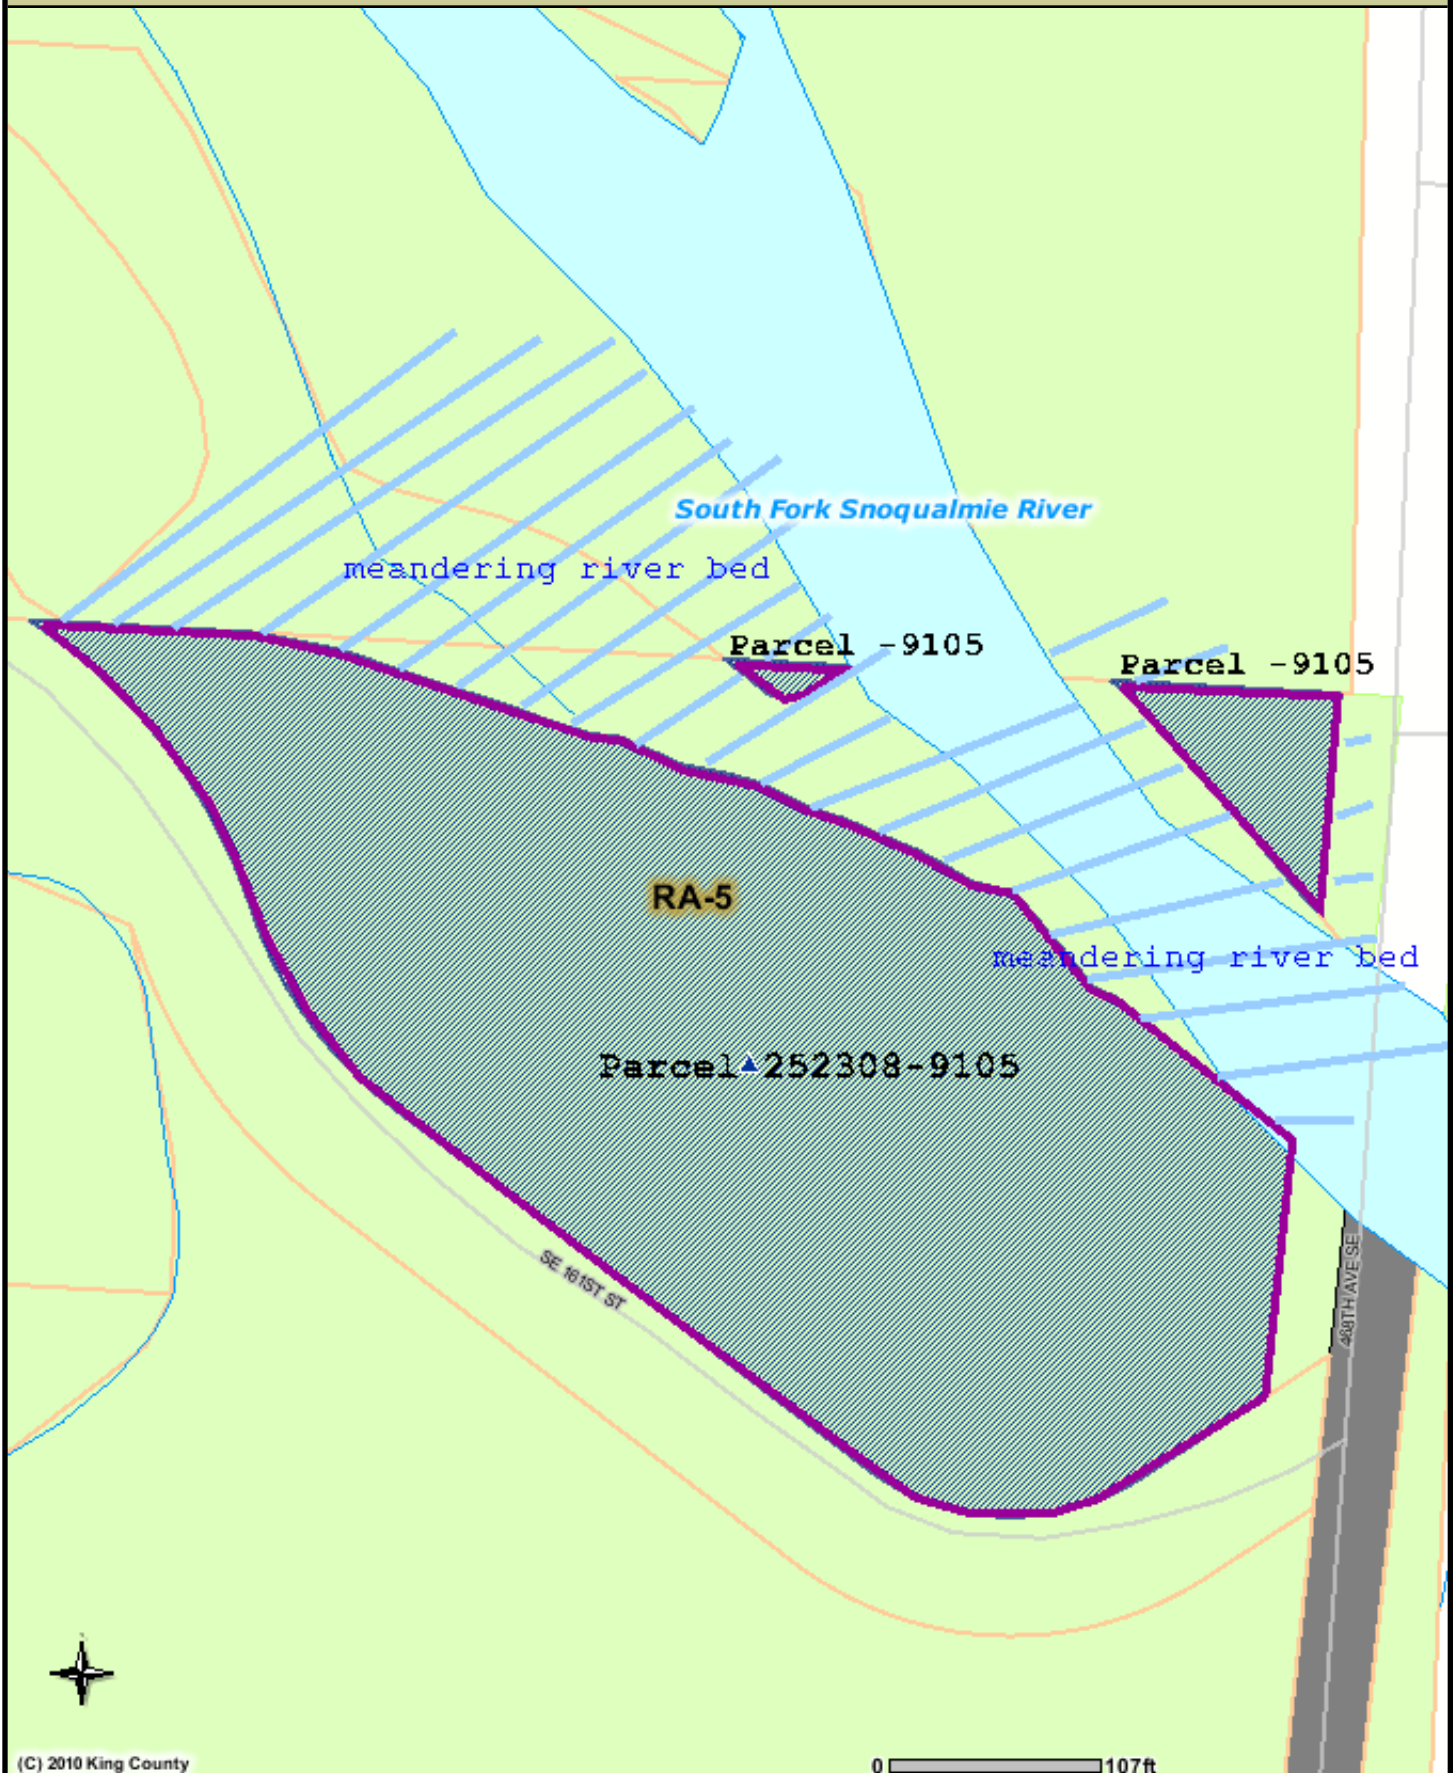 South Fork Snoqualmie River
meandering river bed
Parcel -9105
Parcel -9105
RA-5
meandering river bed
Parcel 252308-9105
SE 161ST ST
468TH AVE SE
(C) 2010 King County
0 107ft